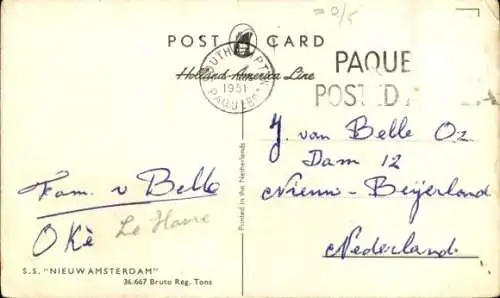 = 0/5
POST CARD
Holland-America Line
SOUTHAMPTON
1951
PAQUEBOT
PAQUE
POSTED A
J. van Belle Oz
Dam 12
Nieuw-Beijerland
Nederland
Printed in the Netherlands
Fam. v Belle
Okè
Le Havre
S.S. "NIEUW AMSTERDAM"
36.667 Bruto Reg. Tons